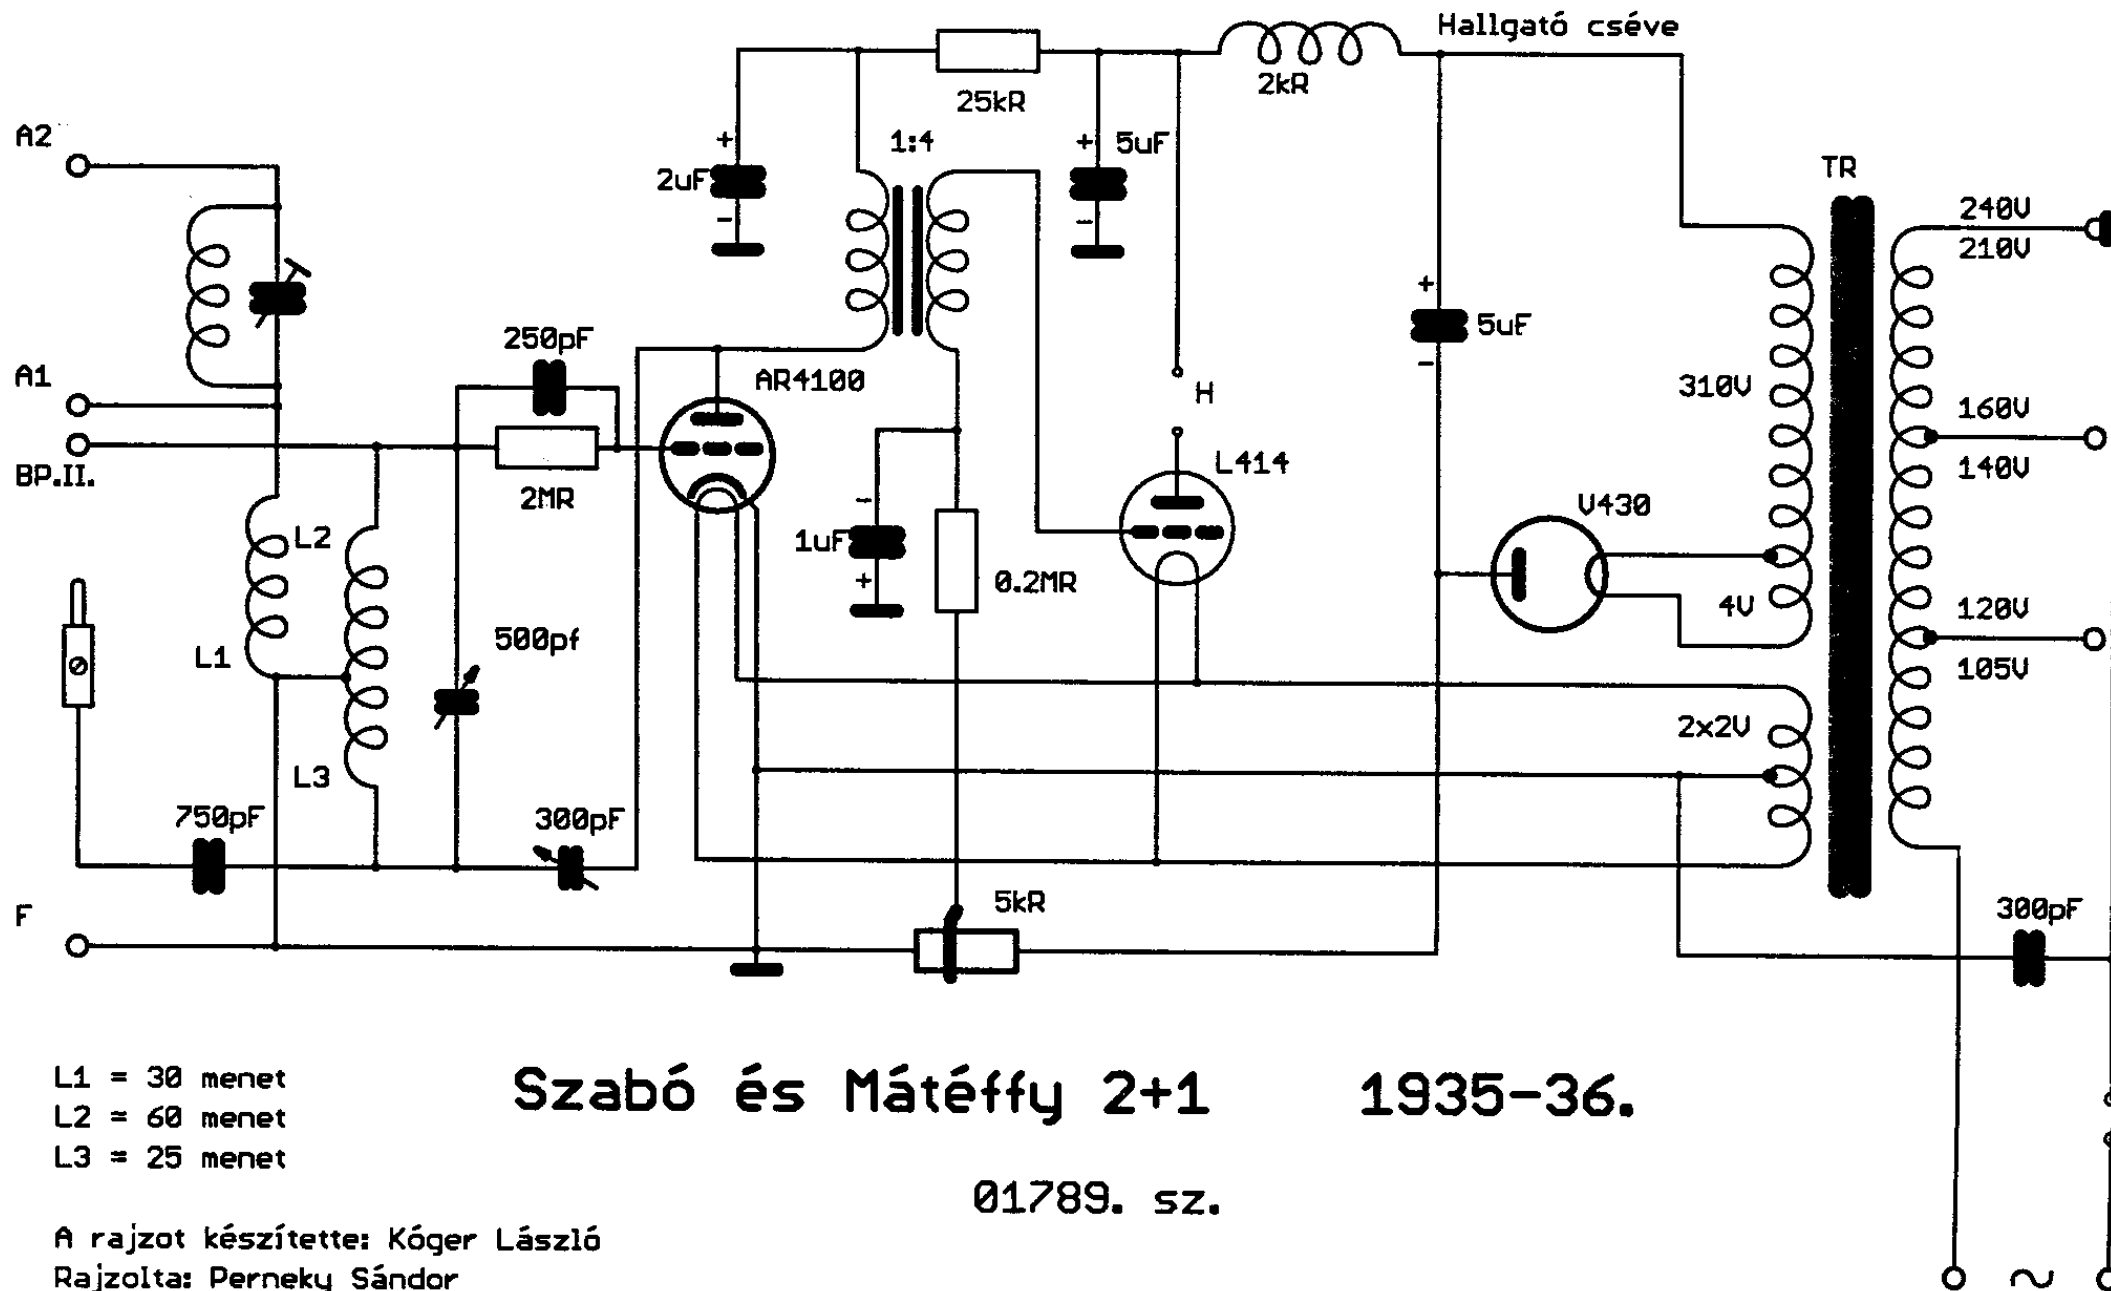 Hallgató cséve
2kR
25kR
A2
1:4
+
5uF
+
2uF
-
-
TR
240V
210V
+
5uF
-
250pF
A1
AR4100
H
310V
160V
140V
BP.II.
2MR
L414
V430
L2
-
1uF
+
0.2MR
4V
120V
105V
500pf
L1
2x2V
L3
750pF
300pF
5kR
300pF
F
L1 = 30 menet
L2 = 60 menet
L3 = 25 menet
Szabó és Mátéffy 2+1 1935-36.
01789. sz.
A rajzot készítette: Kóger László
Rajzolta: Perneky Sándor
~